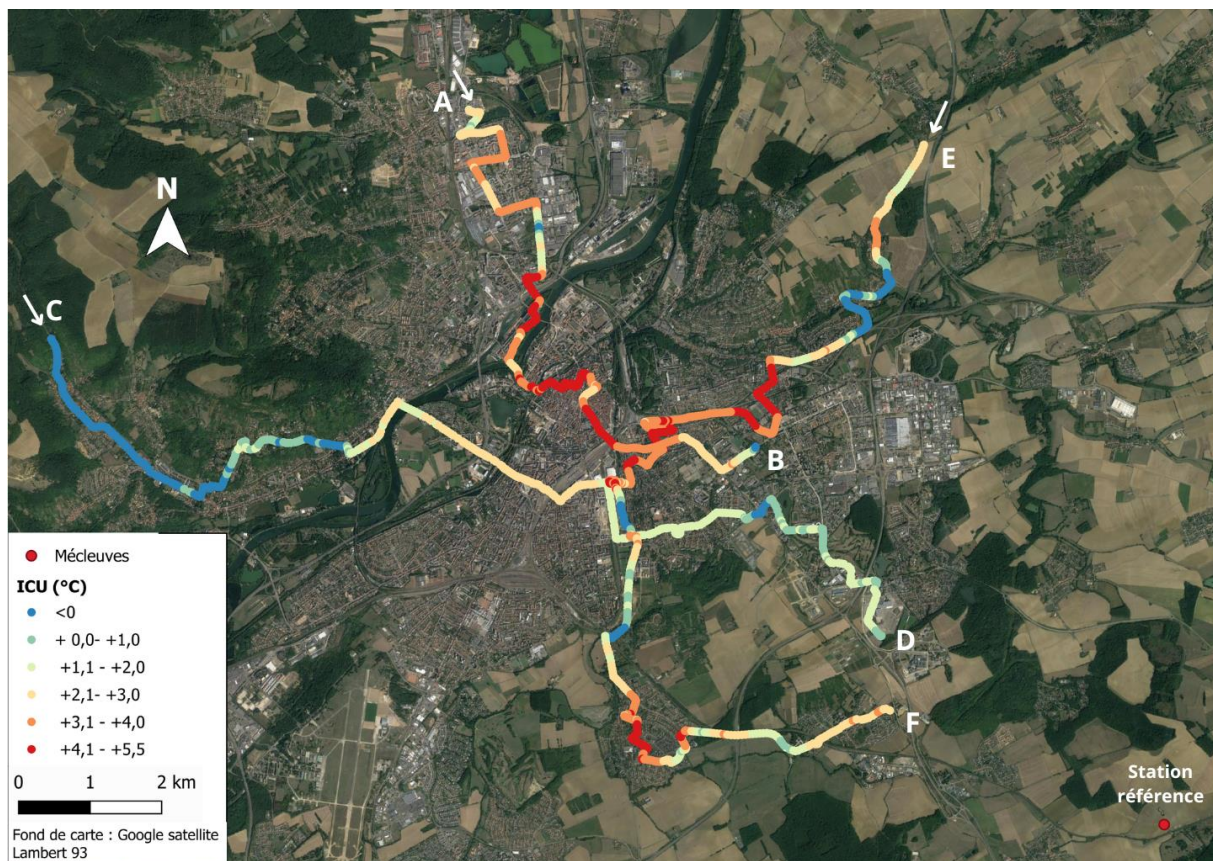 A
E
N
C
B
D
F
Mécleuves
ICU (°C)
<0
+ 0,0- +1,0
+1,1 - +2,0
+2,1- +3,0
+3,1 - +4,0
+4,1 - +5,5
0 1 2 km
Fond de carte : Google satellite
Lambert 93
Station
référence